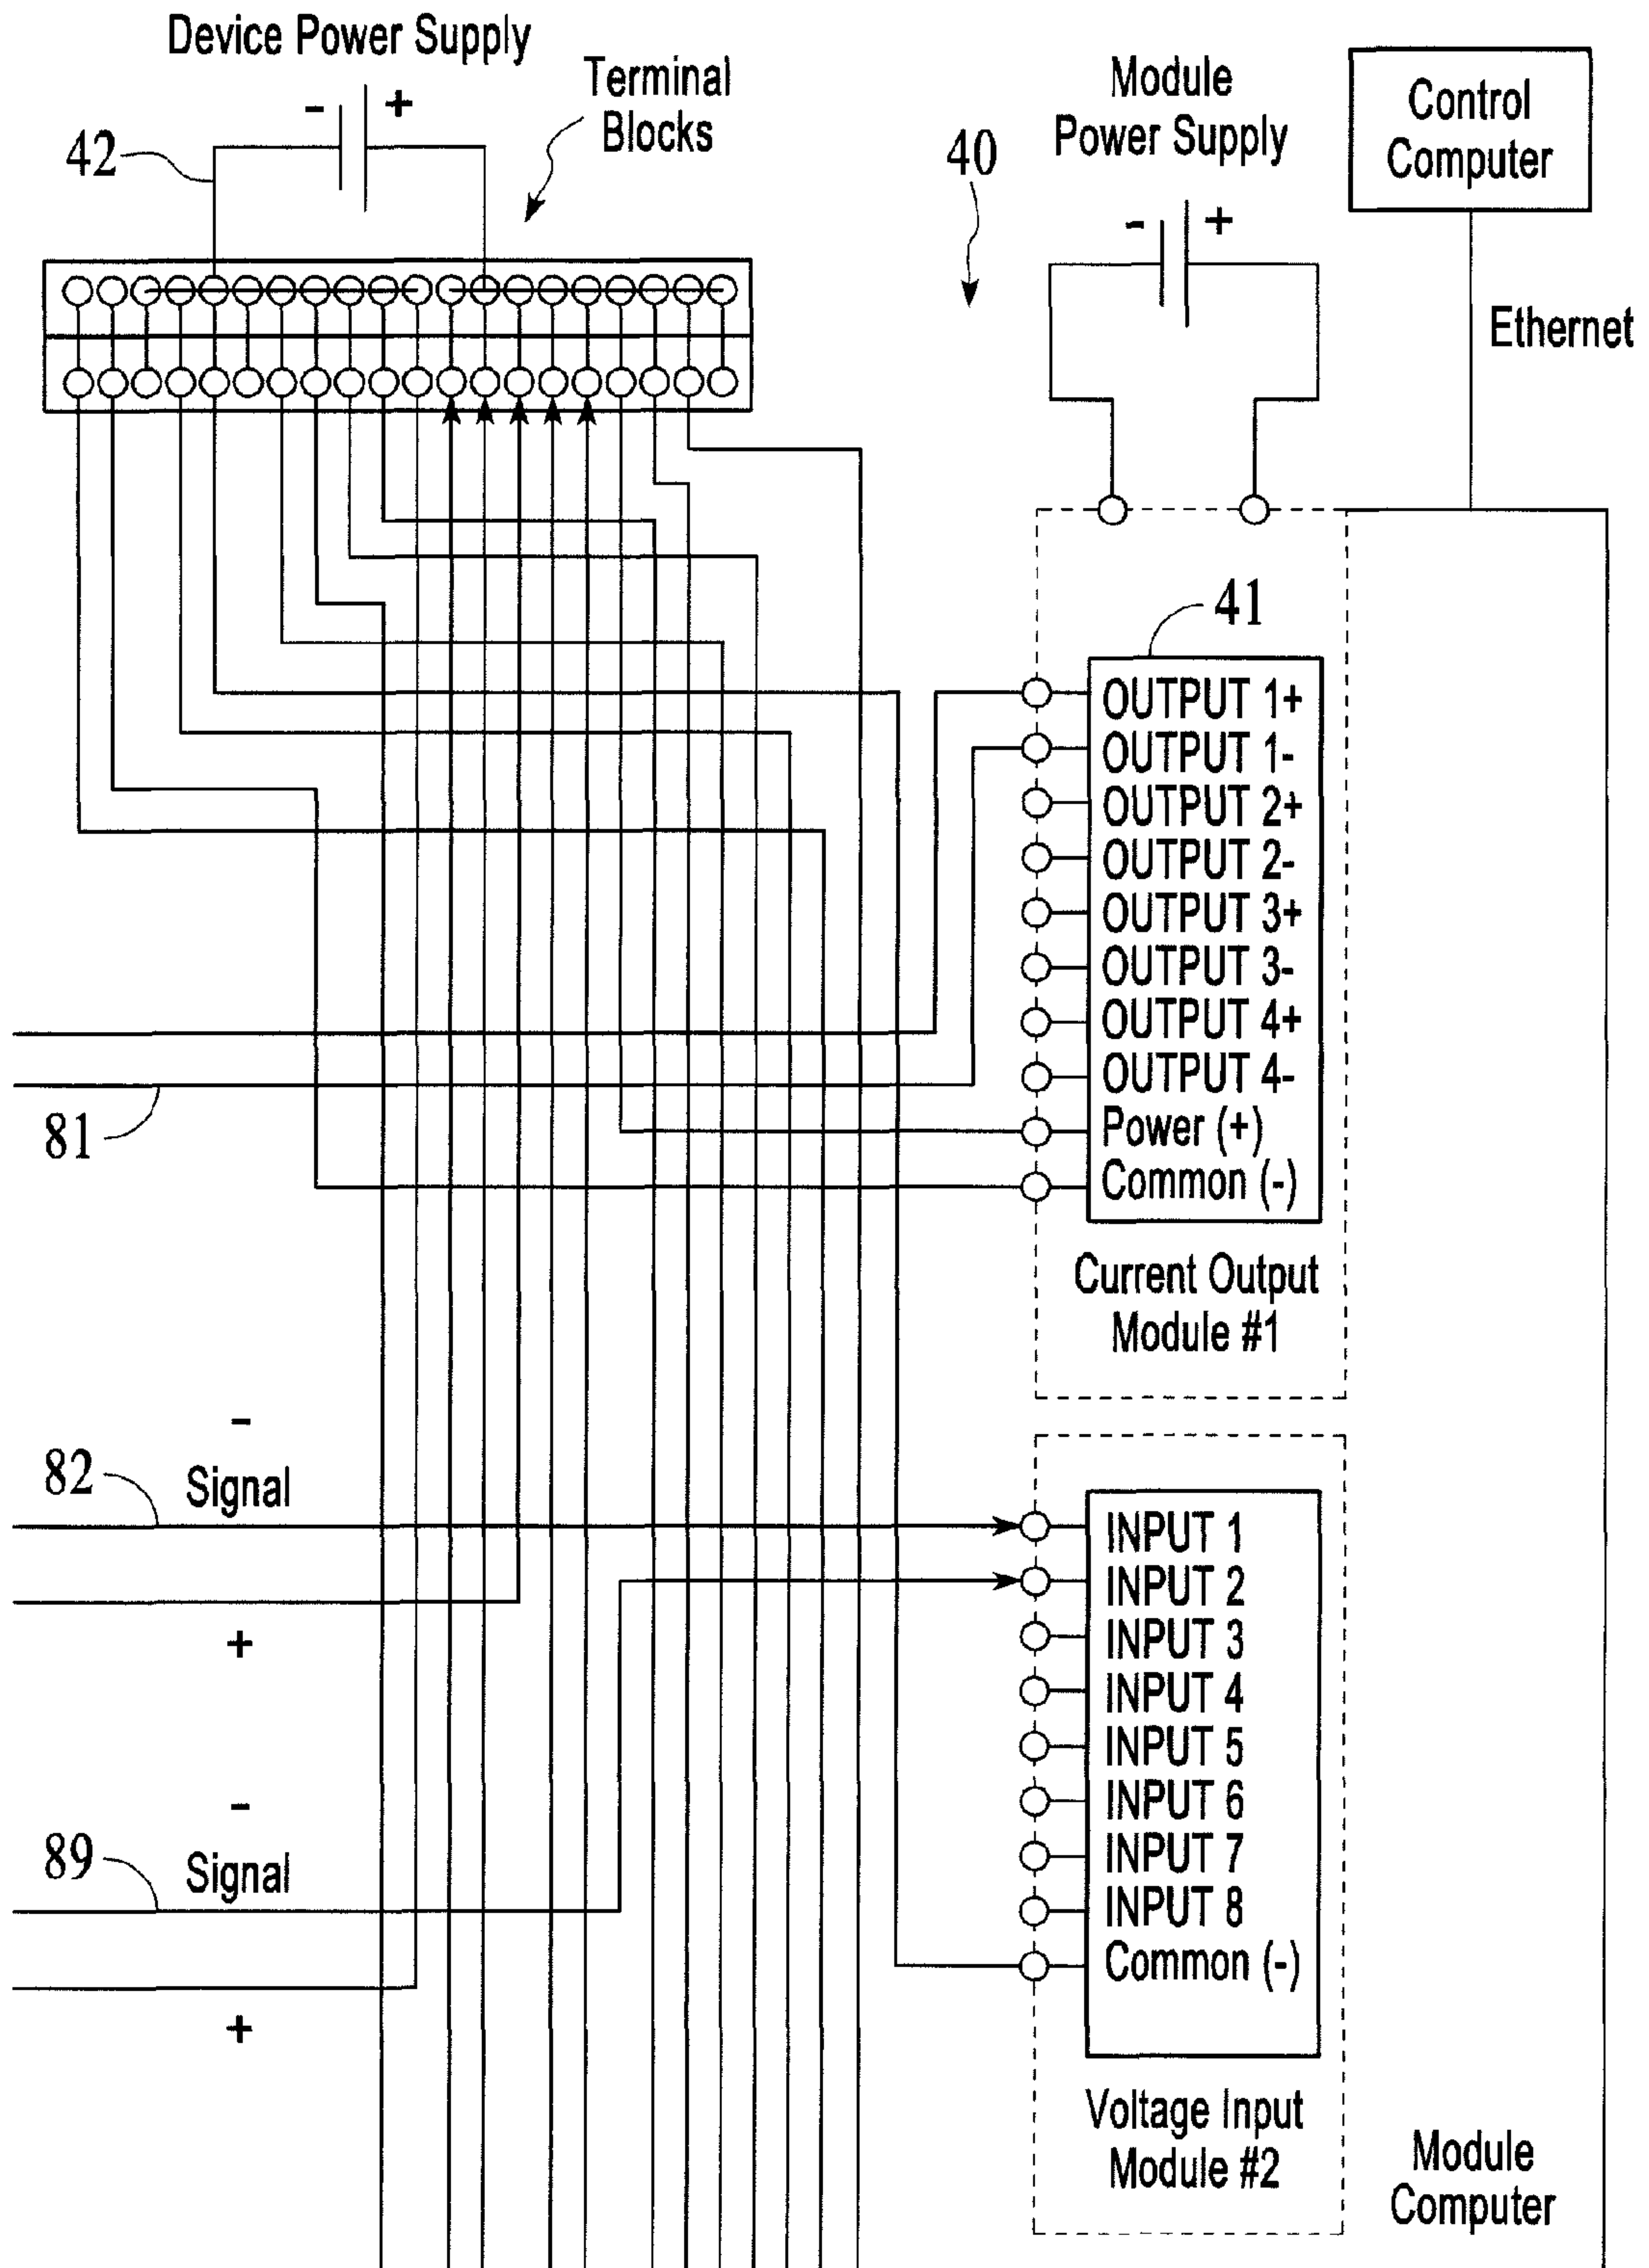 Device Power Supply
- +
42
Terminal
Blocks
40
Module
Power Supply
- +
Control
Computer
Ethernet
41
OUTPUT 1+
OUTPUT 1-
OUTPUT 2+
OUTPUT 2-
OUTPUT 3+
OUTPUT 3-
OUTPUT 4+
OUTPUT 4-
Power (+)
Common (-)
81
Current Output
Module #1
-
82
Signal
+
INPUT 1
INPUT 2
INPUT 3
INPUT 4
INPUT 5
INPUT 6
INPUT 7
INPUT 8
Common (-)
-
89
Signal
+
Voltage Input
Module #2
Module
Computer